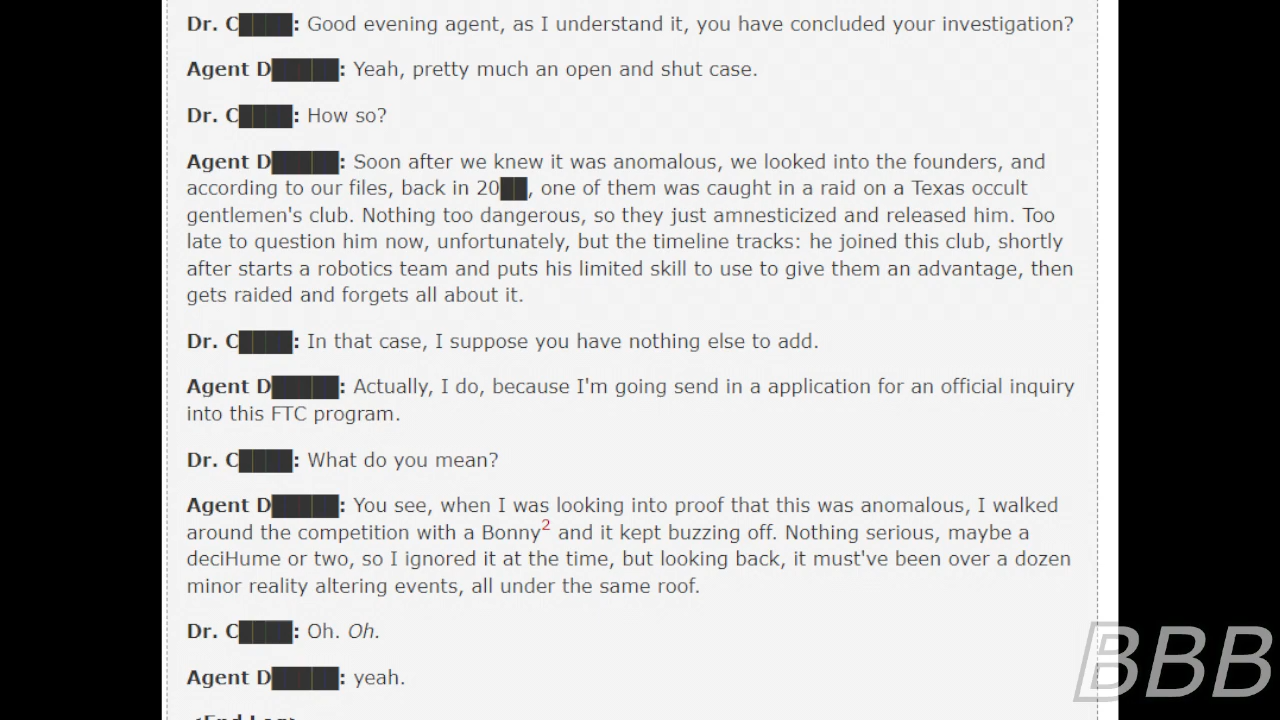 Dr. C████: Good evening agent, as I understand it, you have concluded your investigation?
Agent D█████: Yeah, pretty much an open and shut case.
Dr. C████: How so?
Agent D█████: Soon after we knew it was anomalous, we looked into the founders, and
according to our files, back in 20██, one of them was caught in a raid on a Texas occult
gentlemen's club. Nothing too dangerous, so they just amnesticized and released him. Too
late to question him now, unfortunately, but the timeline tracks: he joined this club, shortly
after starts a robotics team and puts his limited skill to use to give them an advantage, then
gets raided and forgets all about it.
Dr. C████: In that case, I suppose you have nothing else to add.
Agent D█████: Actually, I do, because I'm going send in a application for an official inquiry
into this FTC program.
Dr. C████: What do you mean?
Agent D█████: You see, when I was looking into proof that this was anomalous, I walked
around the competition with a Bonny2 and it kept buzzing off. Nothing serious, maybe a
deciHume or two, so I ignored it at the time, but looking back, it must've been over a dozen
minor reality altering events, all under the same roof.
Dr. C████: Oh. Oh.
Agent D█████: yeah.
<End Log>
BBB